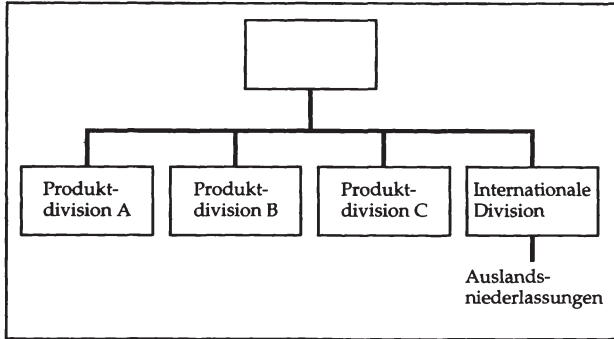 Produkt-
division A
Produkt-
division B
Produkt-
division C
Internationale
Division
Auslands-
niederlassungen